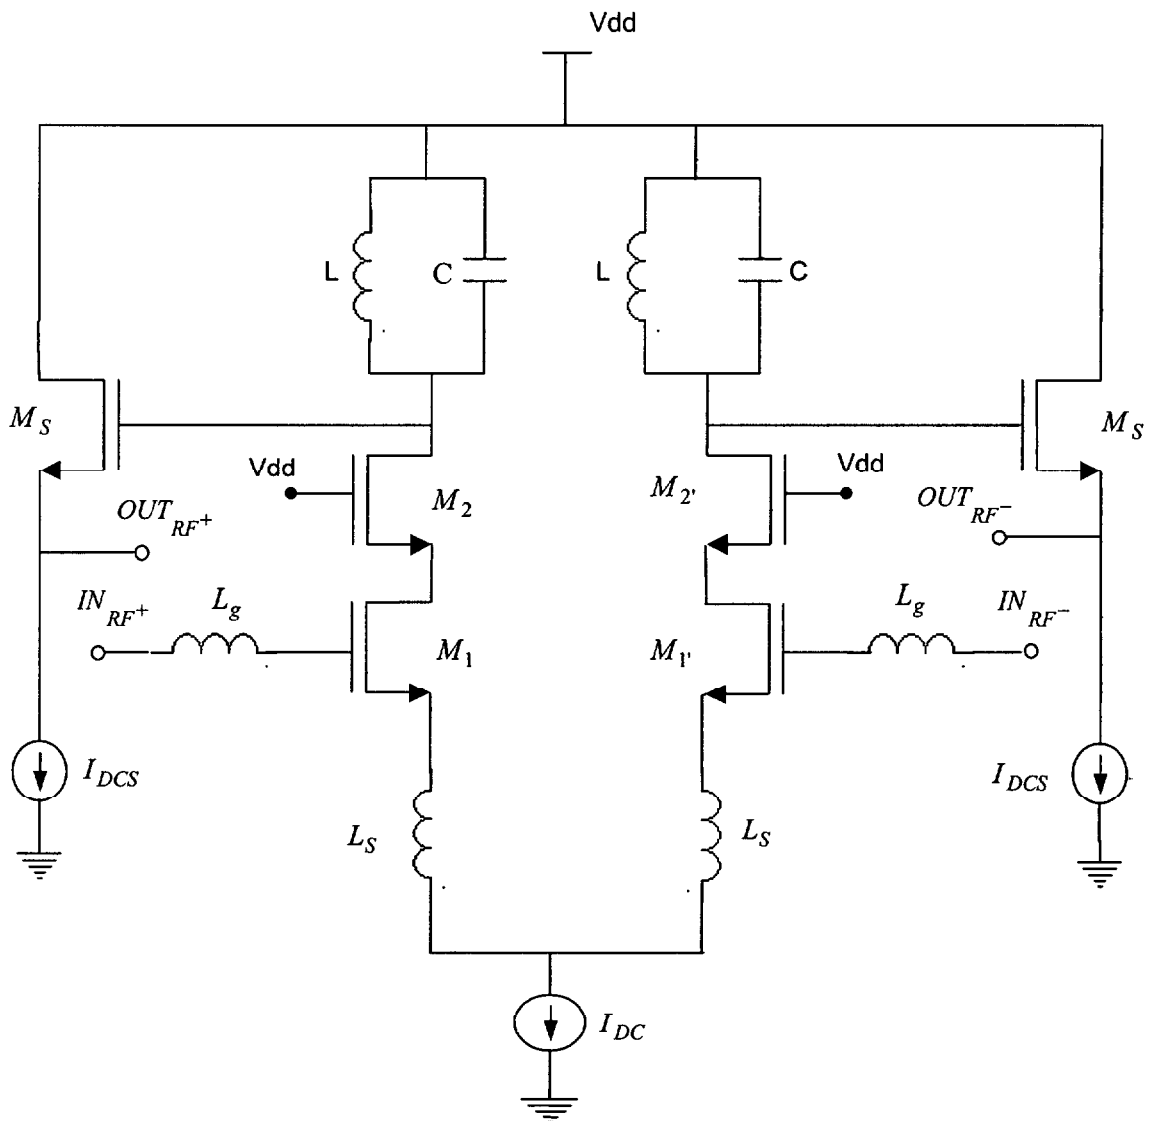 Vdd
L C L C
M_S M_S
Vdd M_2 M_2' Vdd
OUT_RF+ OUT_RF-
IN_RF+ L_g L_g IN_RF-
M_1 M_1'
I_DCS I_DCS
L_S L_S
I_DC